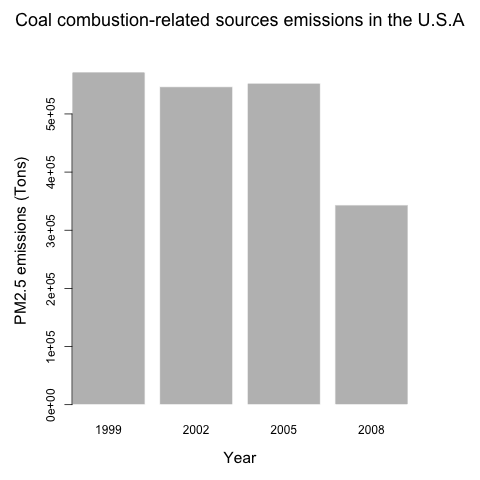 Coal combustion-related sources emissions in the U.S.A
PM2.5 emissions (Tons)
5e+05
4e+05
3e+05
2e+05
1e+05
0e+00
1999 2002 2005 2008
Year